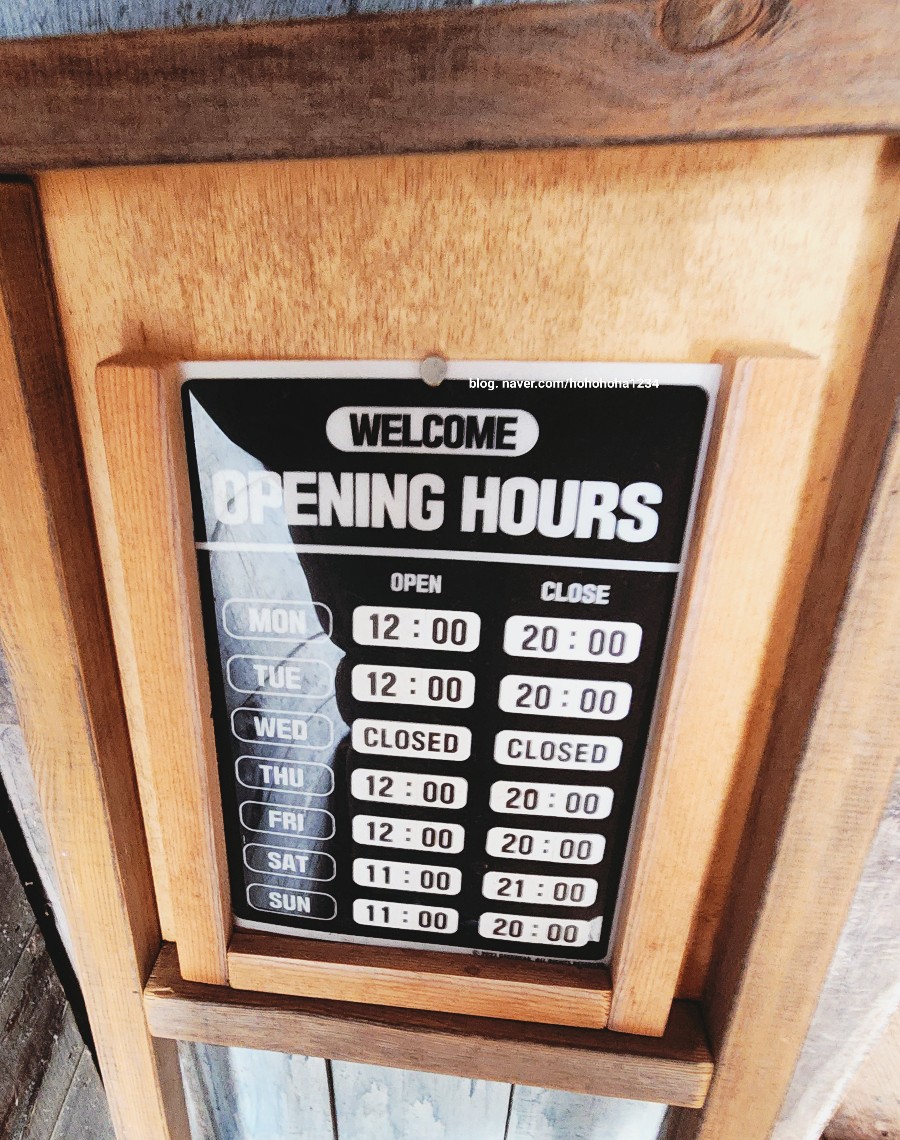 blog. naver.com/hohohoha1234
WELCOME
OPENING HOURS
OPEN CLOSE
MON 12 : 00 20 : 00
TUE 12 : 00 20 : 00
WED CLOSED CLOSED
THU 12 : 00 20 : 00
FRI 12 : 00 20 : 00
SAT 11 : 00 21 : 00
SUN 11 : 00 20 : 00